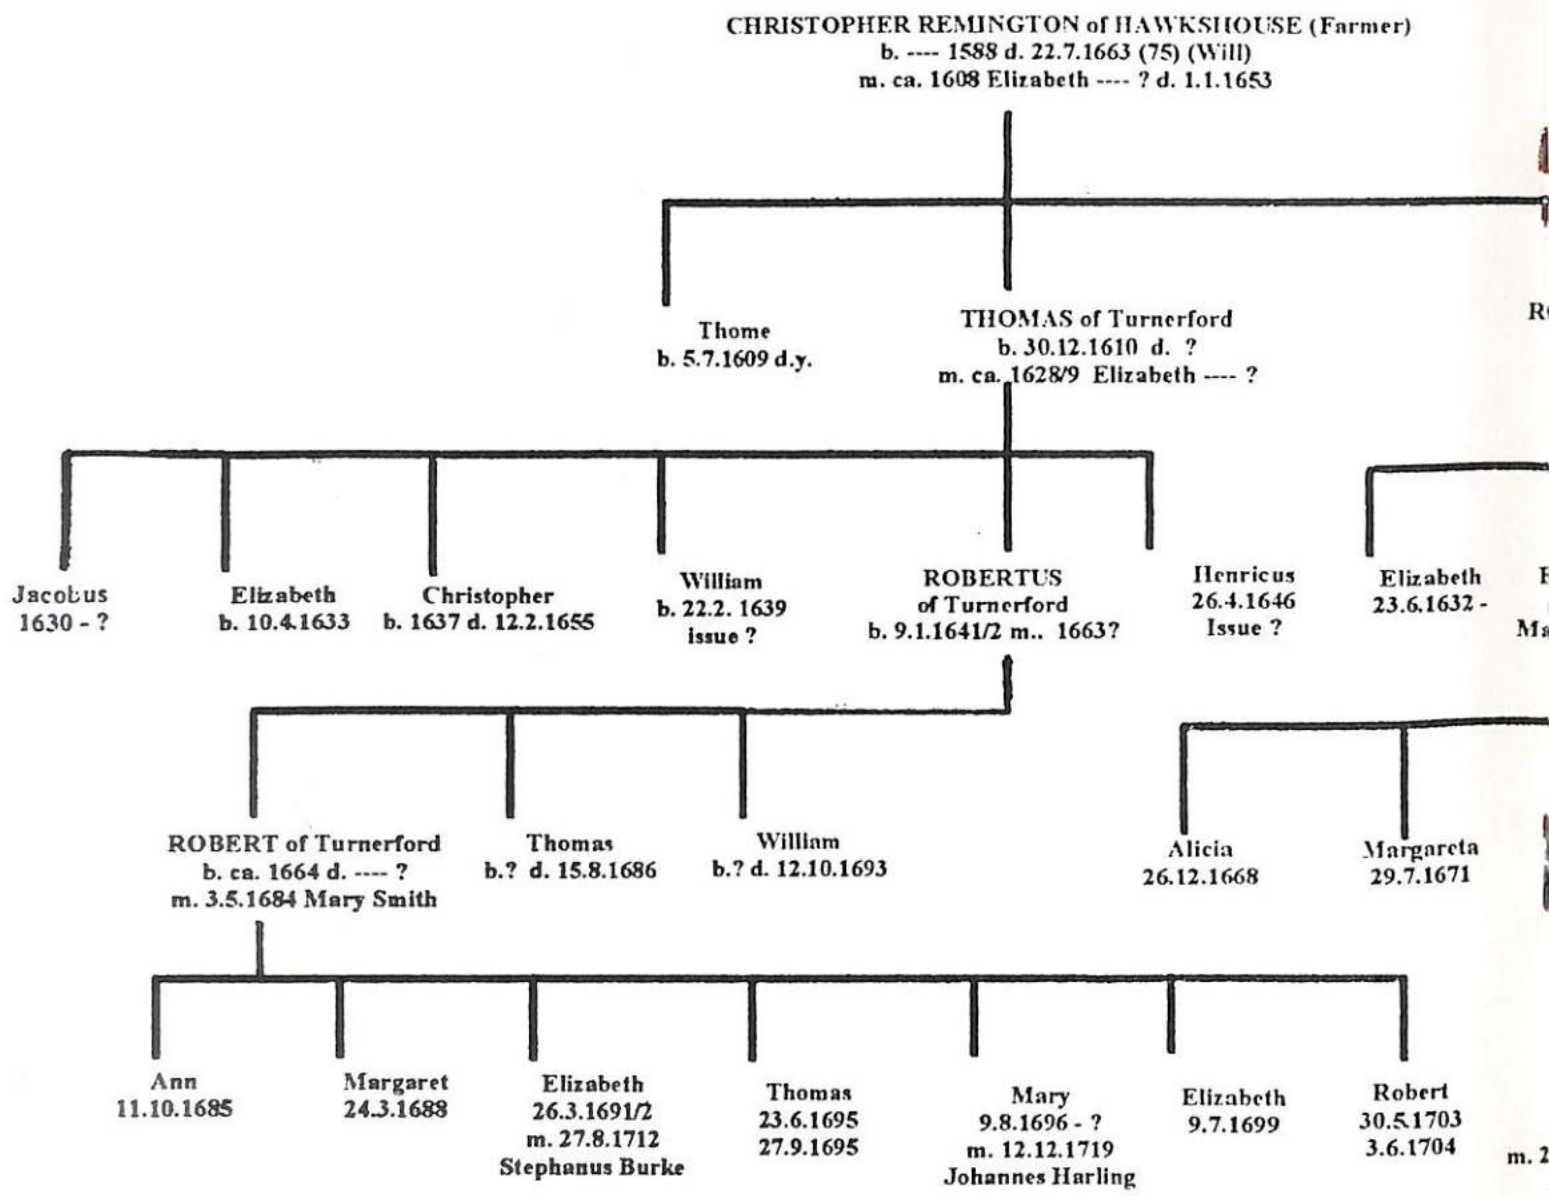 CHRISTOPHER REMINGTON of HAWKSHOUSE (Farmer)
b. ---- 1588 d. 22.7.1663 (75) (Will)
m. ca. 1608 Elizabeth ---- ? d. 1.1.1653
Thome
b. 5.7.1609 d.y.
THOMAS of Turnerford
b. 30.12.1610 d. ?
m. ca. 1628/9 Elizabeth ---- ?
Jacobus
1630 - ?
Elizabeth
b. 10.4.1633
Christopher
b. 1637 d. 12.2.1655
William
b. 22.2. 1639
issue ?
ROBERTUS
of Turnerford
b. 9.1.1641/2 m.. 1663?
Henricus
26.4.1646
Issue ?
Elizabeth
23.6.1632 -
ROBERT of Turnerford
b. ca. 1664 d. ---- ?
m. 3.5.1684 Mary Smith
Thomas
b.? d. 15.8.1686
William
b.? d. 12.10.1693
Alicia
26.12.1668
Margareta
29.7.1671
Ann
11.10.1685
Margaret
24.3.1688
Elizabeth
26.3.1691/2
m. 27.8.1712
Stephanus Burke
Thomas
23.6.1695
27.9.1695
Mary
9.8.1696 - ?
m. 12.12.1719
Johannes Harling
Elizabeth
9.7.1699
Robert
30.5.1703
3.6.1704
m. 2